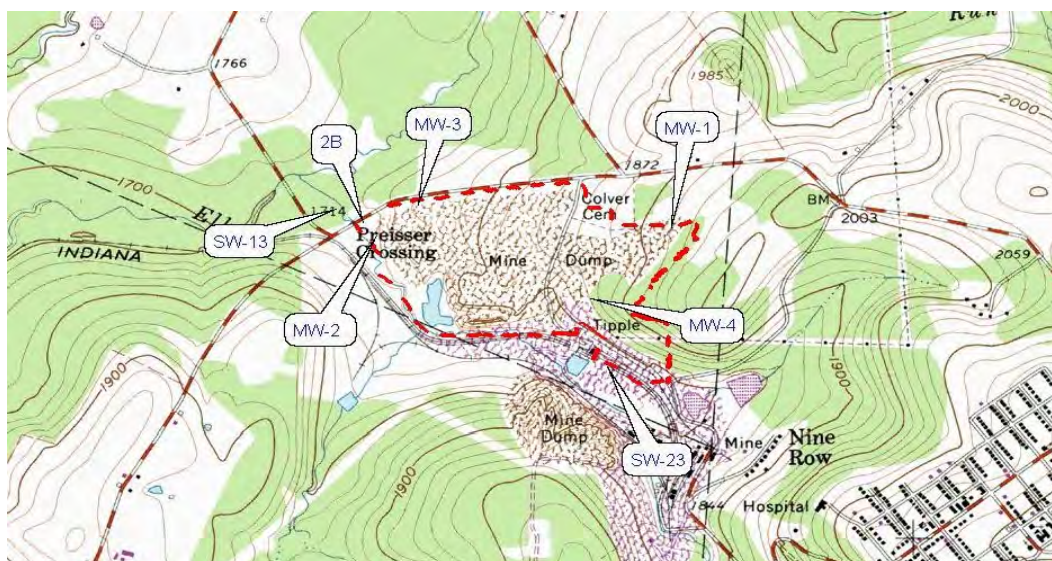 Run
1766
1985
2000
MW-3
MW-1
2B
1872
1700
Colver
Cem
BM
2003
1714
Ell
SW-13
Preisser
Crossing
Mine
Dump
2059
INDIANA
MW-2
Tipple
MW-4
1900
1900
Mine
Dump
Mine
Nine
Row
SW-23
1900
1844
Hospital